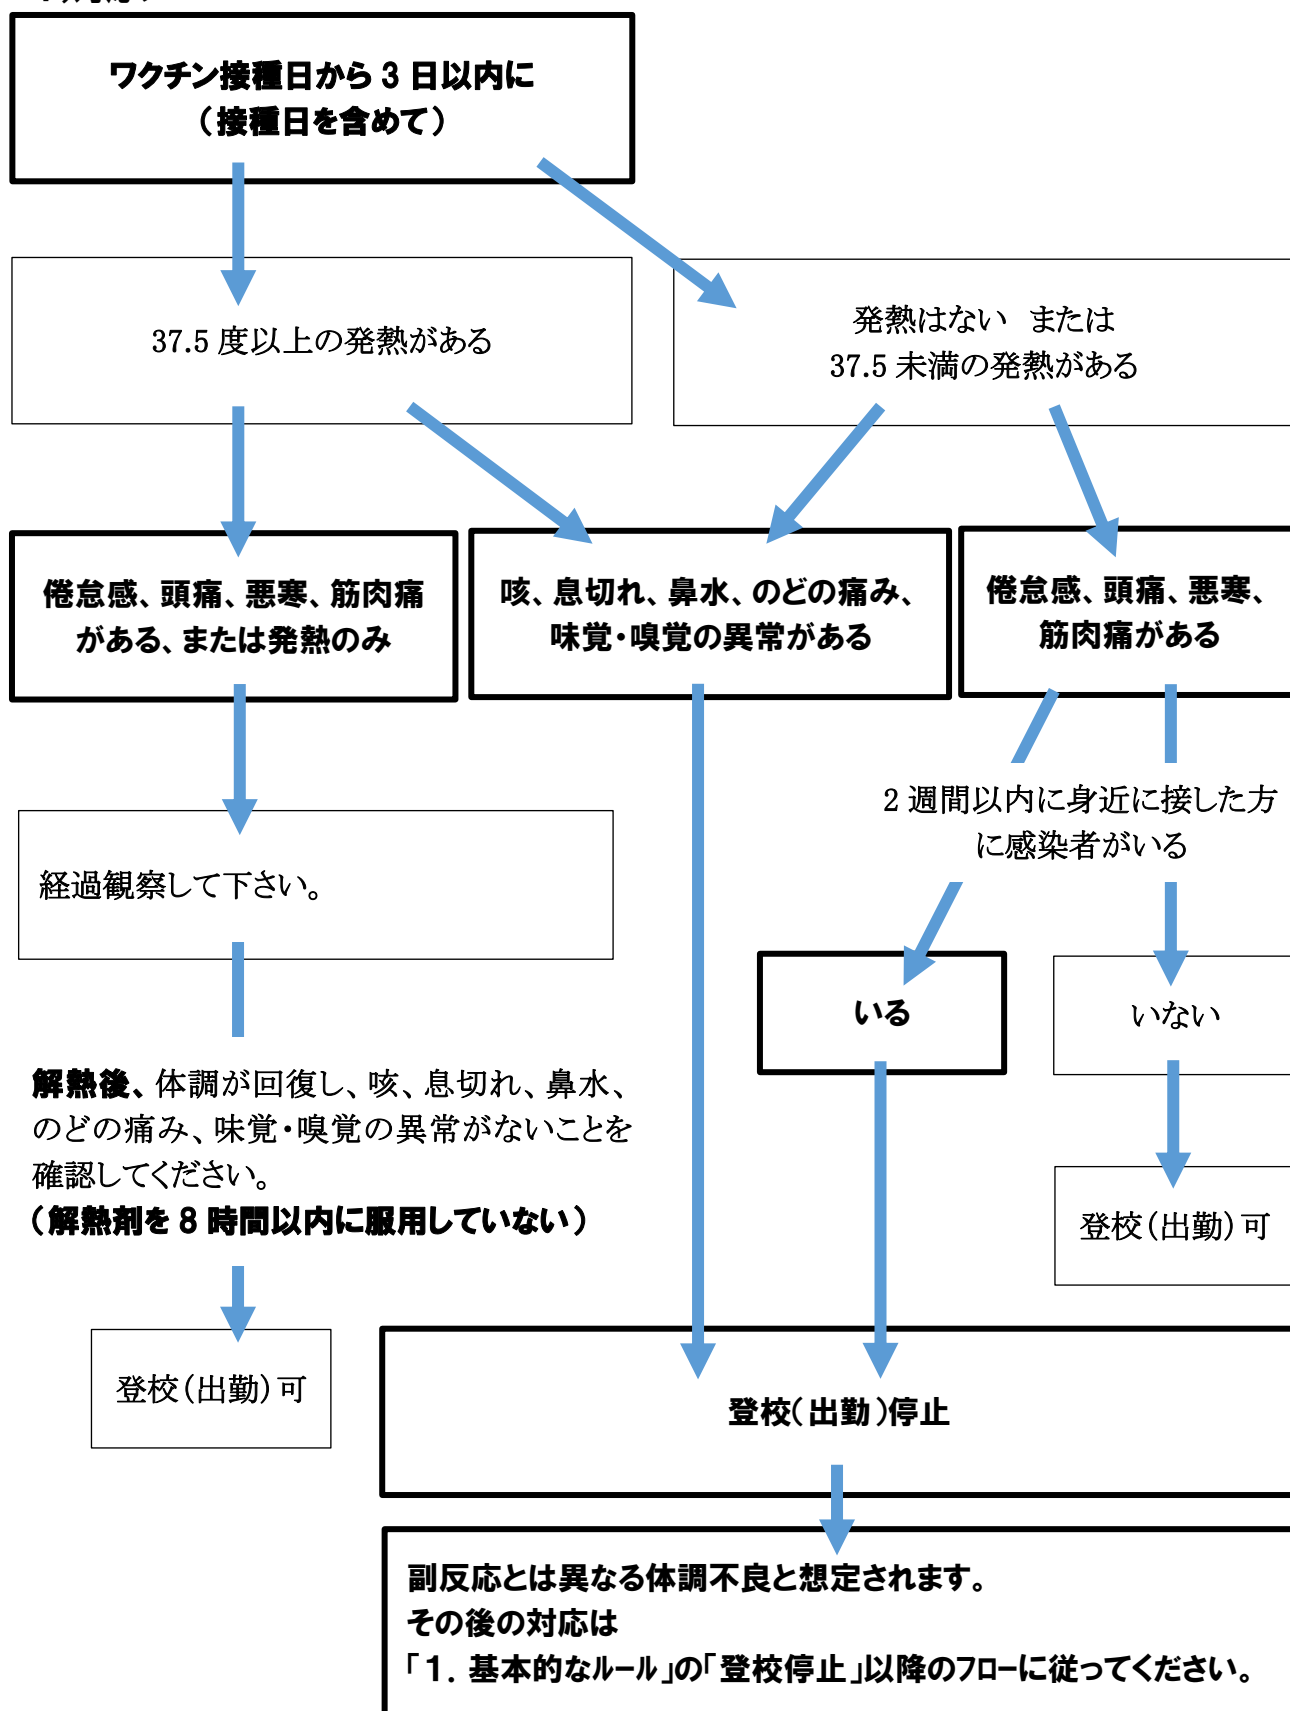 ワクチン接種日から 3 日以内に
（接種日を含めて）
37.5 度以上の発熱がある
発熱はない または
37.5 未満の発熱がある
倦怠感、頭痛、悪寒、筋肉痛
がある、または発熱のみ
咳、息切れ、鼻水、のどの痛み、
味覚・嗅覚の異常がある
倦怠感、頭痛、悪寒、
筋肉痛がある
2 週間以内に身近に接した方
に感染者がいる
経過観察して下さい。
いる
いない
解熱後、体調が回復し、咳、息切れ、鼻水、
のどの痛み、味覚・嗅覚の異常がないことを
確認してください。
（解熱剤を 8 時間以内に服用していない）
登校（出勤）可
登校（出勤）可
登校（出勤）停止
副反応とは異なる体調不良と想定されます。
その後の対応は
「１．基本的なルール」の「登校停止」以降のフローに従ってください。